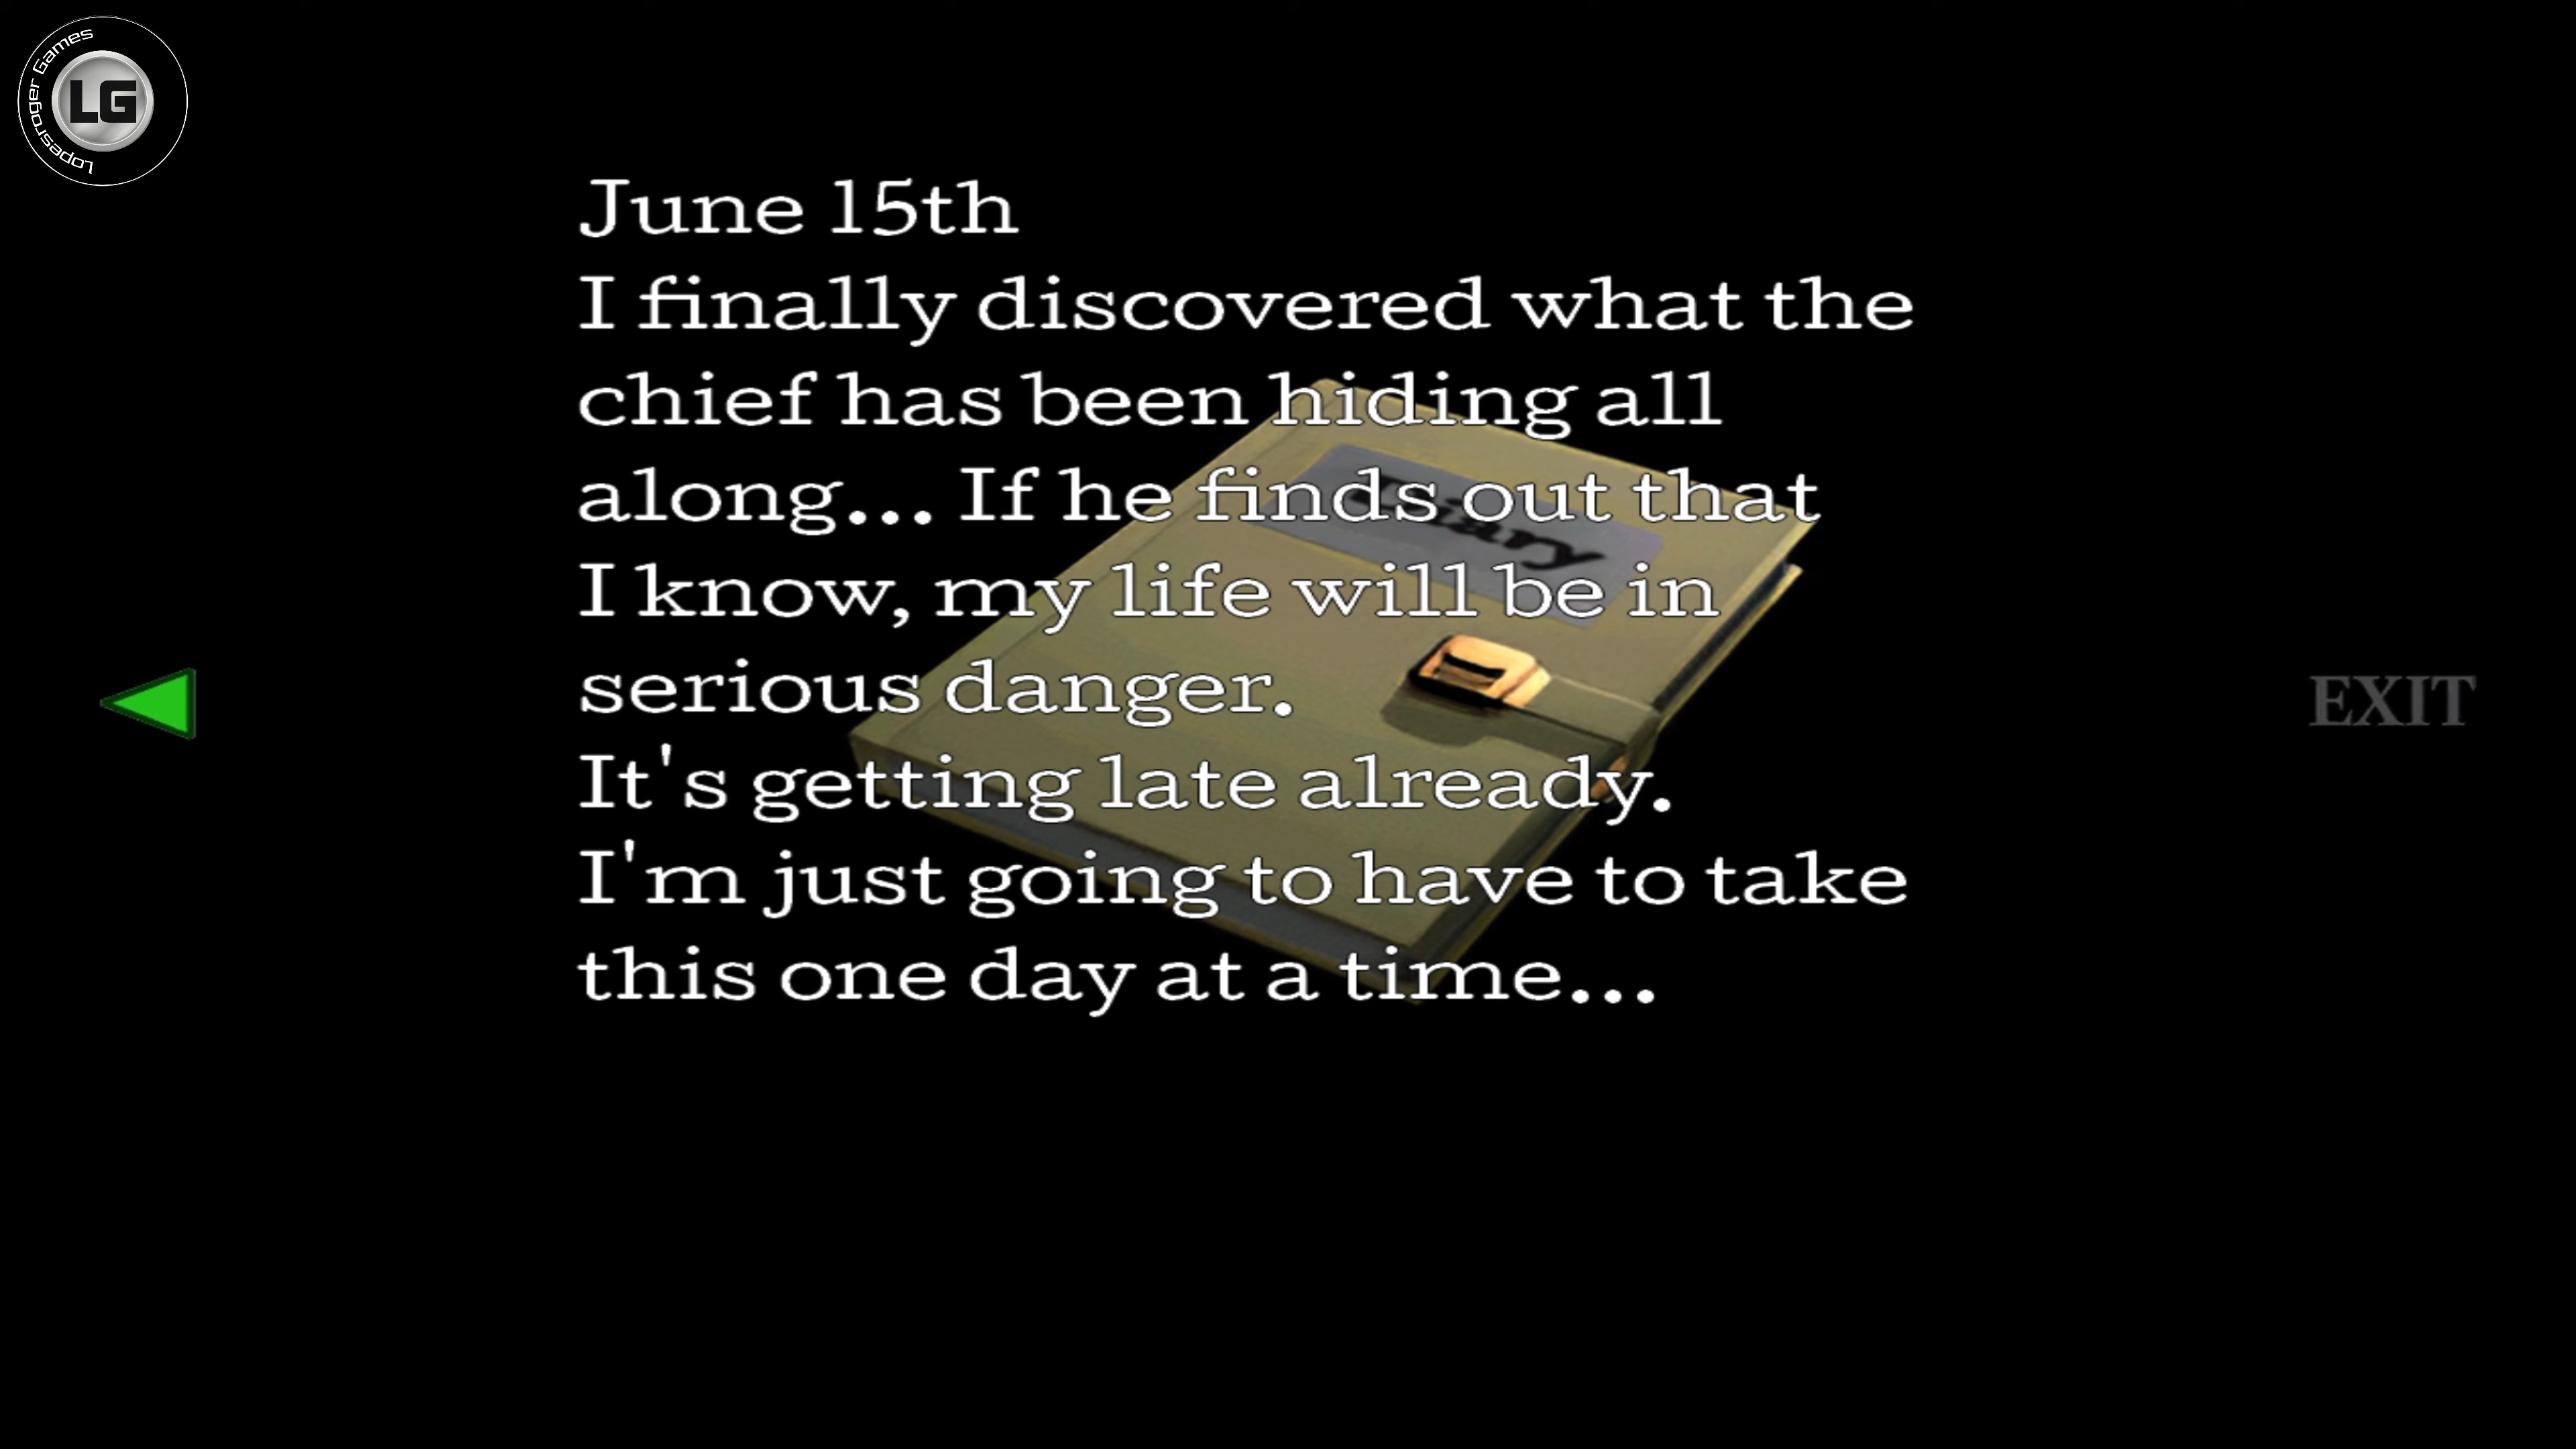 Lopesroger Games
LG
June 15th
I finally discovered what the
chief has been hiding all
along... If he finds out that
I know, my life will be in
serious danger.
It's getting late already.
I'm just going to have to take
this one day at a time...
Diary
EXIT